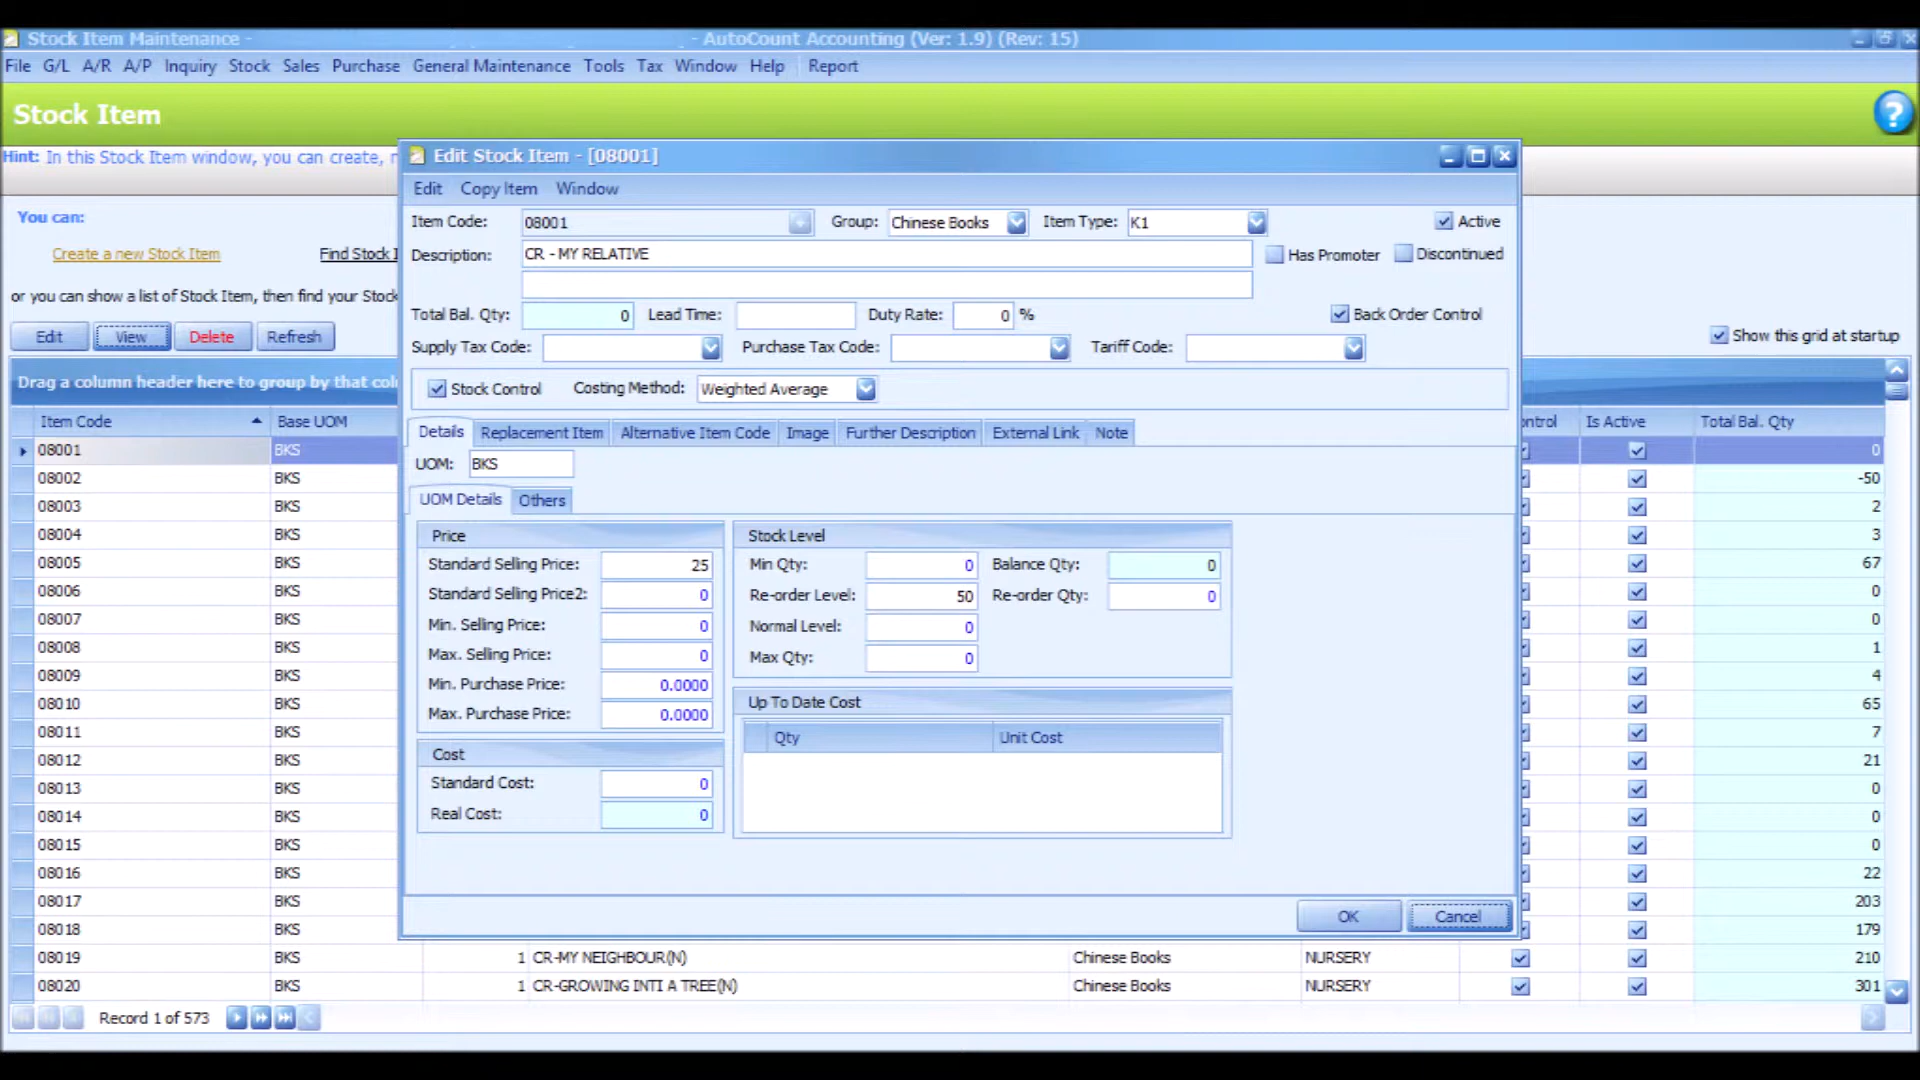 Stock Item Maintenance - AutoCount Accounting (Ver: 1.9) (Rev: 15)
File G/L A/R A/P Inquiry Stock Sales Purchase General Maintenance Tools Tax Window Help Report
Stock Item
Hint: In this Stock Item window, you can create,
You can:
Create a new Stock Item Find Stock
or you can show a list of Stock Item, then find your Stock
Edit View Delete Refresh
Show this grid at startup
Drag a column header here to group by that
Item Code Base UOM Is Active Total Bal. Qty
08001 BKS 0
08002 BKS -50
08003 BKS 2
08004 BKS 3
08005 BKS 67
08006 BKS 0
08007 BKS 0
08008 BKS 1
08009 BKS 4
08010 BKS 65
08011 BKS 7
08012 BKS 21
08013 BKS 0
08014 BKS 0
08015 BKS 0
08016 BKS 22
08017 BKS 203
08018 BKS 179
08019 BKS 1 CR-MY NEIGHBOUR(N) Chinese Books NURSERY 210
08020 BKS 1 CR-GROWING INTI A TREE(N) Chinese Books NURSERY 301
Record 1 of 573
Edit Stock Item - [08001]
Edit Copy Item Window
Item Code: 08001 Group: Chinese Books Item Type: K1 Active
Description: CR - MY RELATIVE Has Promoter Discontinued
Total Bal. Qty: 0 Lead Time: Duty Rate: 0 % Back Order Control
Supply Tax Code: Purchase Tax Code: Tariff Code:
Stock Control Costing Method: Weighted Average
Details Replacement Item Alternative Item Code Image Further Description External Link Note
UOM: BKS
UOM Details Others
Price
Standard Selling Price: 25
Standard Selling Price2: 0
Min. Selling Price: 0
Max. Selling Price: 0
Min. Purchase Price: 0.0000
Max. Purchase Price: 0.0000
Cost
Standard Cost: 0
Real Cost: 0
Stock Level
Min Qty: 0 Balance Qty: 0
Re-order Level: 50 Re-order Qty: 0
Normal Level: 0
Max Qty: 0
Up To Date Cost
Qty Unit Cost
OK Cancel